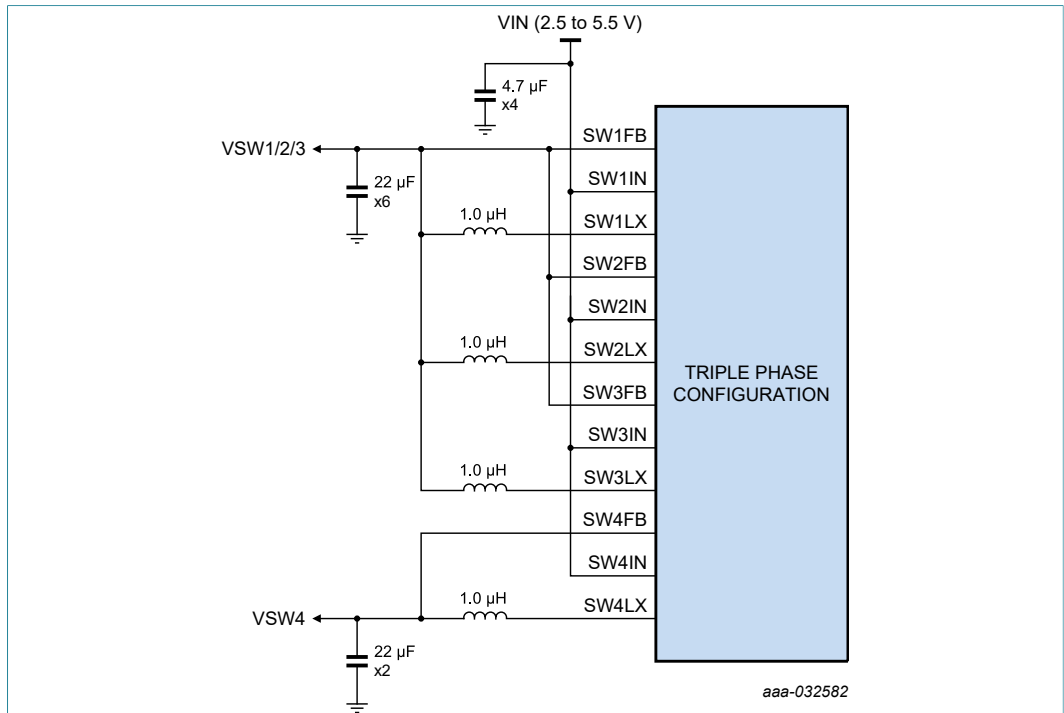 VIN (2.5 to 5.5 V)
4.7 µF
x4
SW1FB
VSW1/2/3
SW1IN
22 µF
x6
1.0 µH
SW1LX
SW2FB
SW2IN
1.0 µH
SW2LX
TRIPLE PHASE
CONFIGURATION
SW3FB
SW3IN
1.0 µH
SW3LX
SW4FB
SW4IN
1.0 µH
SW4LX
VSW4
22 µF
x2
aaa-032582